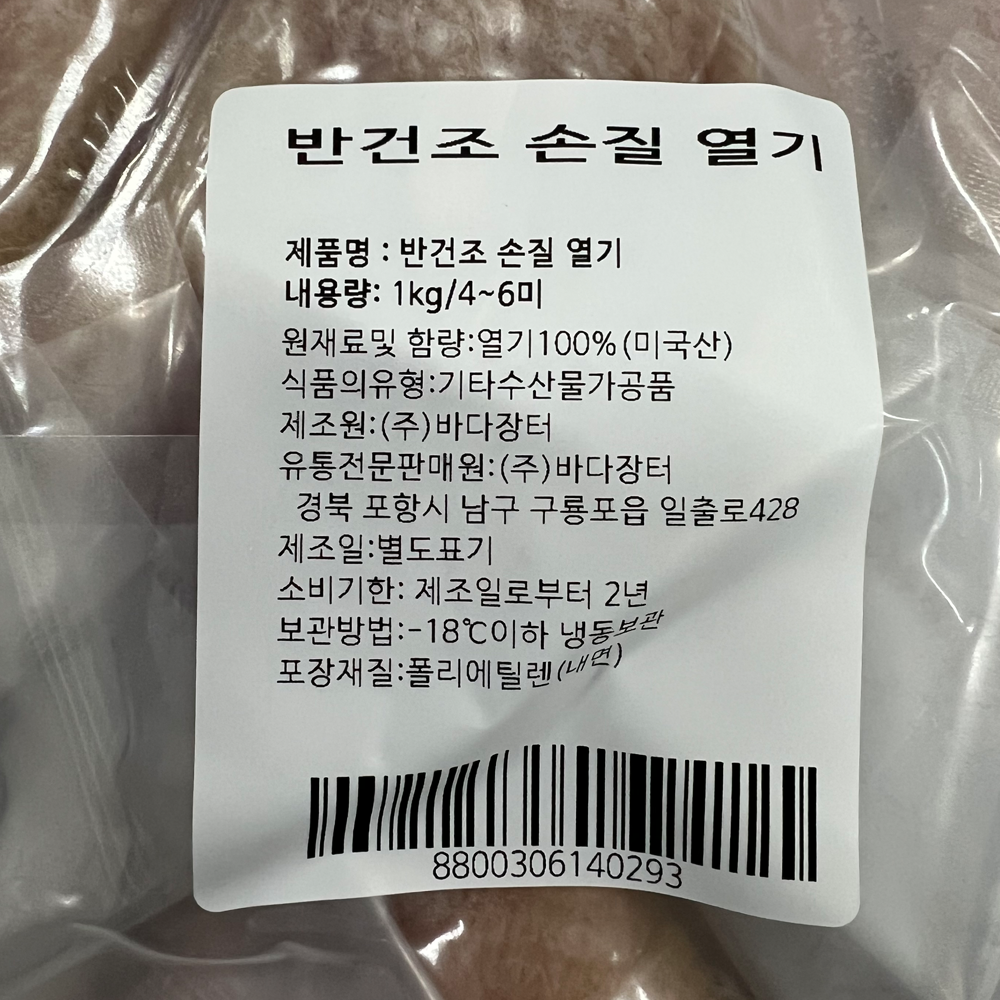 반건조 손질 열기
제품명 : 반건조 손질 열기
내용량: 1kg/4~6미
원재료및 함량:열기100%(미국산)
식품의유형:기타수산물가공품
제조원:(주)바다장터
유통전문판매원:(주)바다장터
경북 포항시 남구 구룡포읍 일출로428
제조일:별도표기
소비기한: 제조일로부터 2년
보관방법:-18℃이하 냉동보관
포장재질:폴리에틸렌(내면)
8800306140293